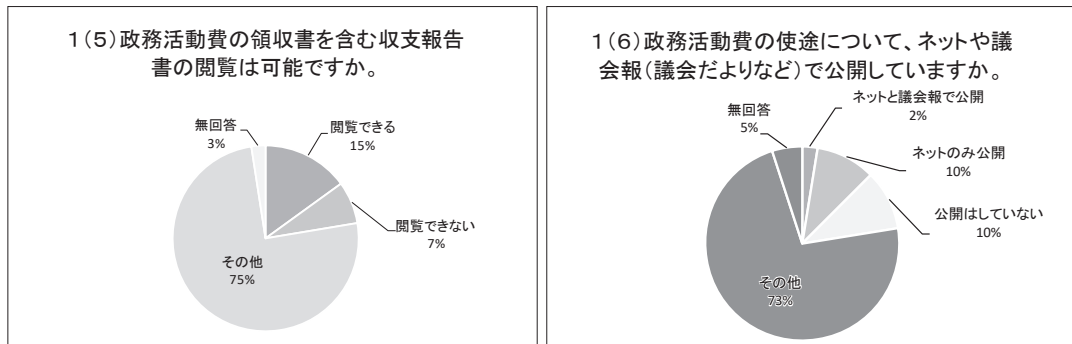 1(5)政務活動費の領収書を含む収支報告
書の閲覧は可能ですか。
無回答
3%
閲覧できる
15%
閲覧できない
7%
その他
75%
1(6)政務活動費の使途について、ネットや議
会報(議会だよりなど)で公開していますか。
無回答
5%
ネットと議会報で公開
2%
ネットのみ公開
10%
公開はしていない
10%
その他
73%